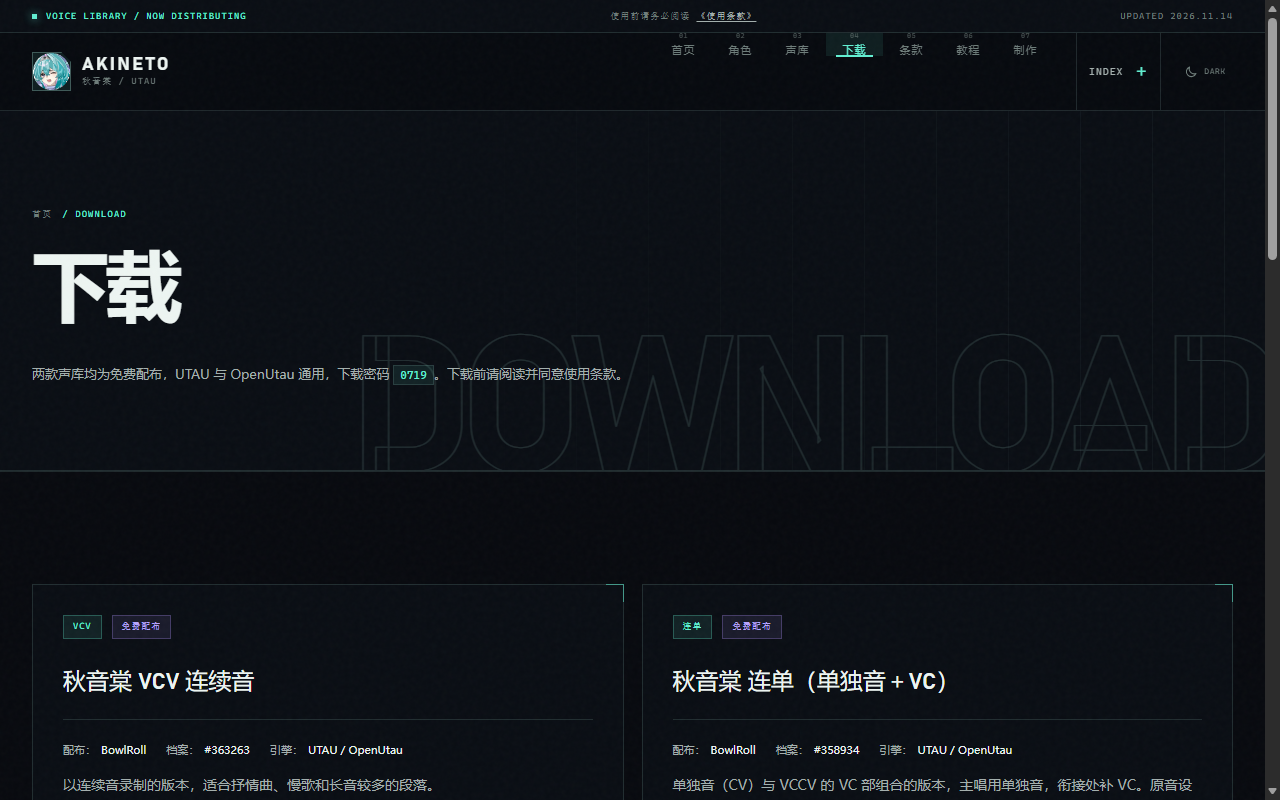 VOICE LIBRARY / NOW DISTRIBUTING
使用前请务必阅读 《使用条款》
UPDATED 2026.11.14
AKINETO
秋音棠 / UTAU
01 02 03 04 05 06 07
首页 角色 声库 下载 条款 教程 制作
INDEX +
DARK
首页 / DOWNLOAD
下载
DOWNLOAD
两款声库均为免费配布，UTAU 与 OpenUtau 通用，下载密码 0719。下载前请阅读并同意使用条款。
VCV 免费配布
秋音棠 VCV 连续音
配布： BowlRoll 档案： #363263 引擎： UTAU / OpenUtau
以连续音录制的版本，适合抒情曲、慢歌和长音较多的段落。
连单 免费配布
秋音棠 连单（单独音 + VC）
配布： BowlRoll 档案： #358934 引擎： UTAU / OpenUtau
单独音（CV）与 VCCV 的 VC 部组合的版本，主唱用单独音，衔接处补 VC。原音设